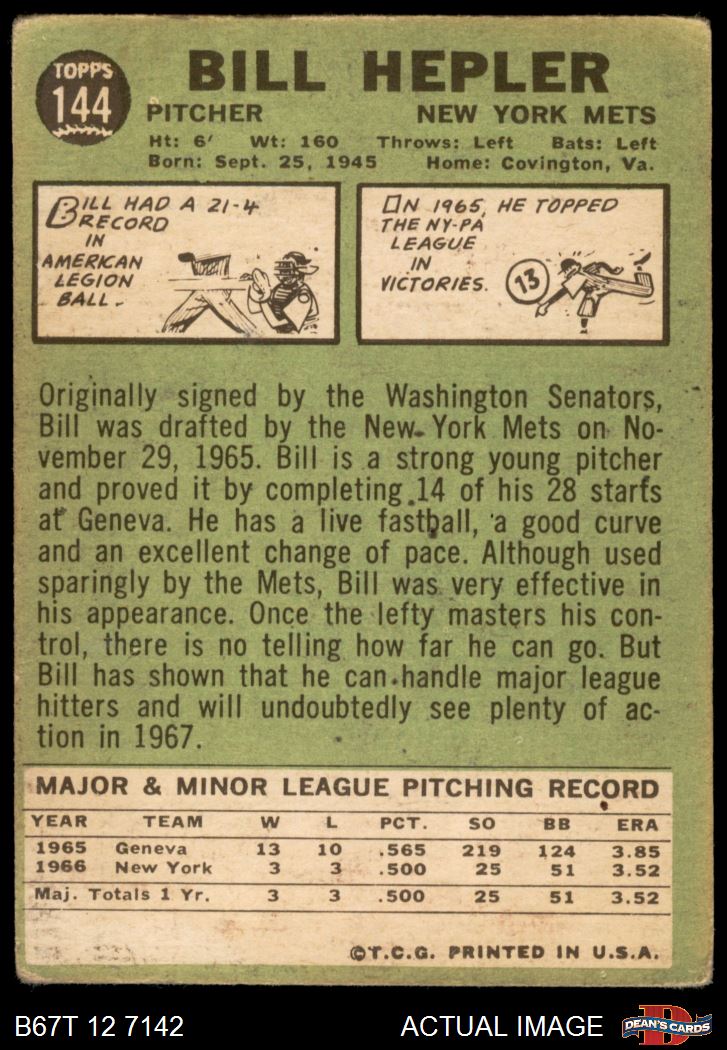 TOPPS
144
BILL HEPLER
PITCHER NEW YORK METS
Ht: 6' Wt: 160 Throws: Left Bats: Left
Born: Sept. 25, 1945 Home: Covington, Va.
BILL HAD A 21-4
RECORD
IN
AMERICAN
LEGION
BALL.
IN 1965, HE TOPPED
THE NY-PA
LEAGUE
IN
VICTORIES.
13
Originally signed by the Washington Senators,
Bill was drafted by the New York Mets on No-
vember 29, 1965. Bill is a strong young pitcher
and proved it by completing 14 of his 28 starts
at Geneva. He has a live fastball, a good curve
and an excellent change of pace. Although used
sparingly by the Mets, Bill was very effective in
his appearance. Once the lefty masters his con-
trol, there is no telling how far he can go. But
Bill has shown that he can handle major league
hitters and will undoubtedly see plenty of ac-
tion in 1967.
MAJOR & MINOR LEAGUE PITCHING RECORD
YEAR TEAM W L PCT. SO BB ERA
1965 Geneva 13 10 .565 219 124 3.85
1966 New York 3 3 .500 25 51 3.52
Maj. Totals 1 Yr. 3 3 .500 25 51 3.52
©T.C.G. PRINTED IN U.S.A.
B67T 12 7142 ACTUAL IMAGE
D
DEAN'S CARDS